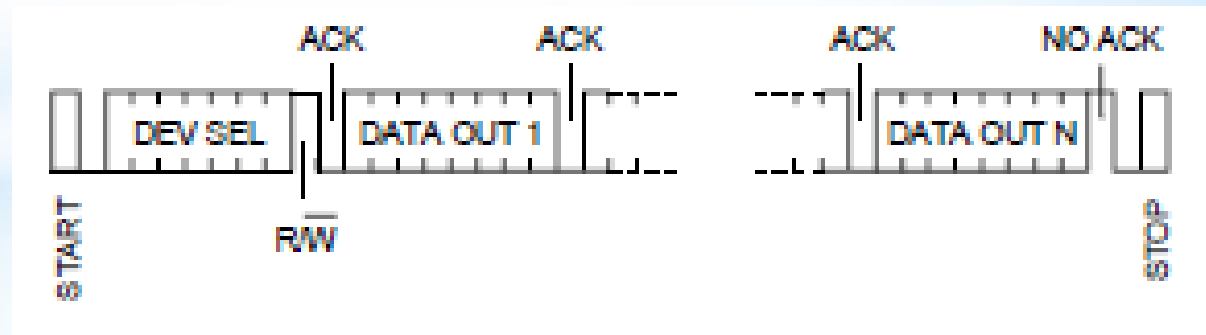 ACK ACK ACK NO ACK
DEV SEL DATA OUT 1 DATA OUT N
R/W̅
START STOP